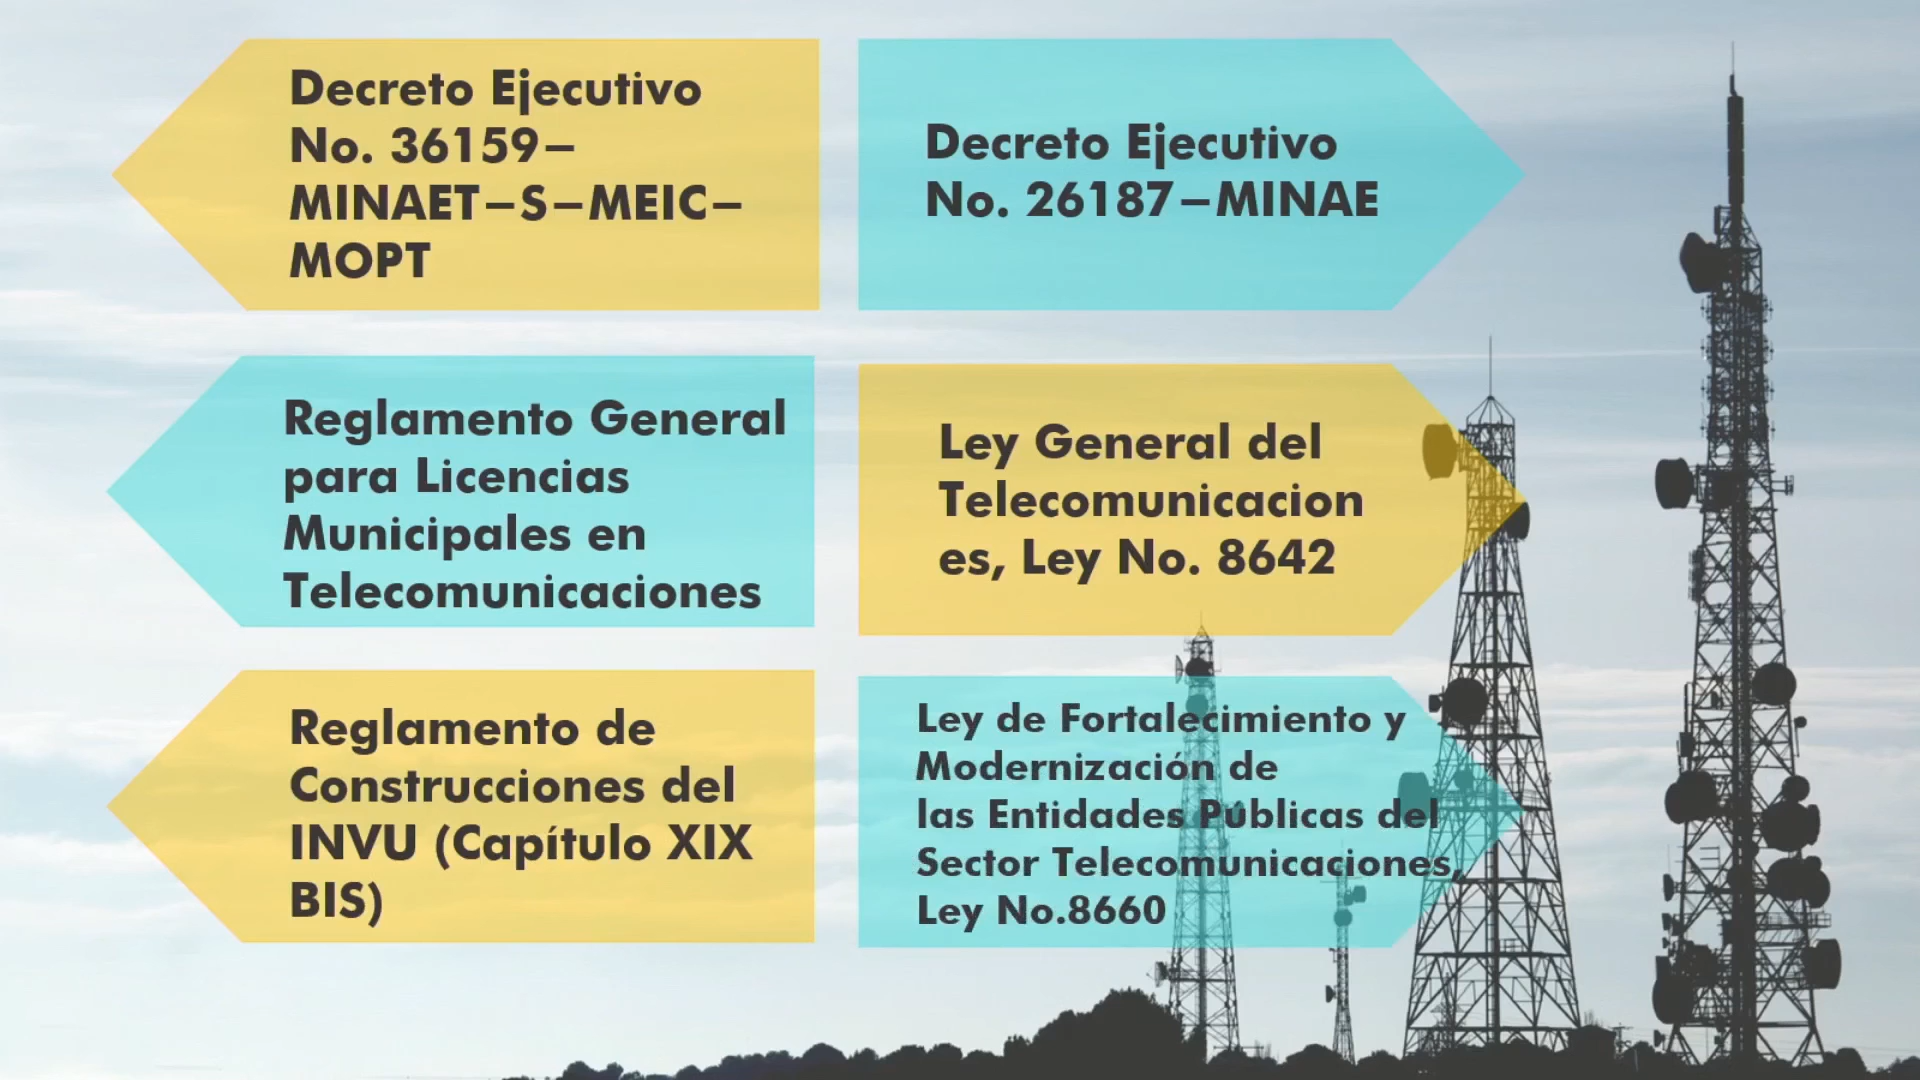 Decreto Ejecutivo
No. 36159–
MINAET–S–MEIC–
MOPT
Decreto Ejecutivo
No. 26187–MINAE
Reglamento General
para Licencias
Municipales en
Telecomunicaciones
Ley General del
Telecomunicacion
es, Ley No. 8642
Reglamento de
Construcciones del
INVU (Capítulo XIX
BIS)
Ley de Fortalecimiento y
Modernización de
las Entidades Públicas del
Sector Telecomunicaciones,
Ley No.8660